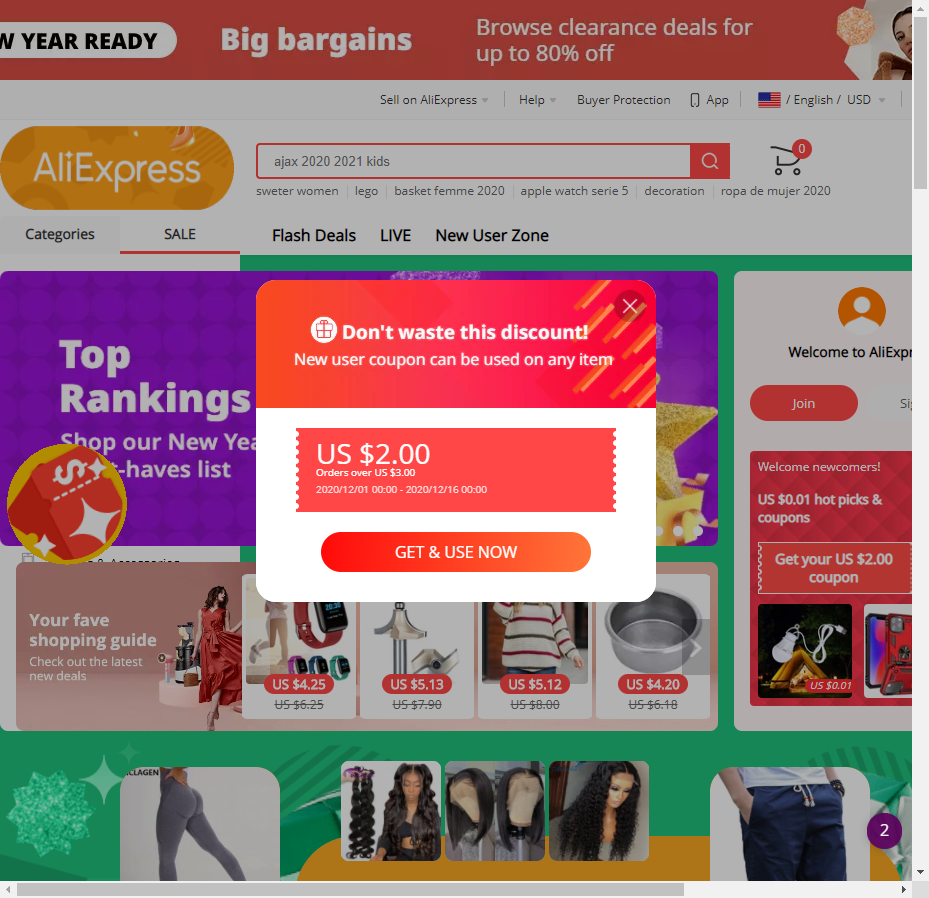 W YEAR READY
Big bargains
Browse clearance deals for
up to 80% off
Sell on AliExpress
Help
Buyer Protection
App
/ English / USD
AliExpress
ajax 2020 2021 kids
0
sweter women
lego
basket femme 2020
apple watch serie 5
decoration
ropa de mujer 2020
Categories
SALE
Flash Deals
LIVE
New User Zone
Don't waste this discount!
New user coupon can be used on any item
US $2.00
Orders over US $3.00
2020/12/01 00:00 - 2020/12/16 00:00
GET & USE NOW
Top
Rankings
Shop our New Yea
t-haves list
Welcome to AliExpr
Join
Sig
Welcome newcomers!
US $0.01 hot picks &
coupons
Get your US $2.00
coupon
US $0.01
Your fave
shopping guide
Check out the latest
new deals
US $4.25
US $6.25
US $5.13
US $7.90
US $5.12
US $8.00
US $4.20
US $6.18
CLAGEN
2